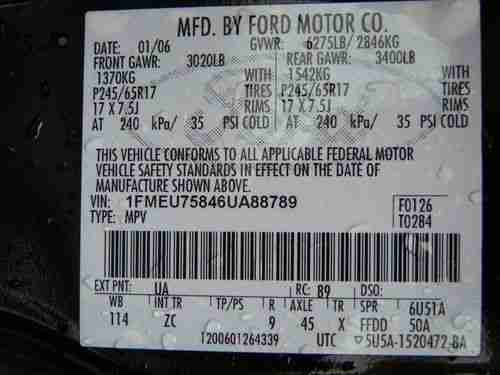 MFD. BY FORD MOTOR CO.
DATE: 01/06 GVWR: 6275LB/ 2846KG
FRONT GAWR: 3020LB REAR GAWR: 3400LB
1370KG WITH 1542KG WITH
P245/65R17 TIRES P245/65R17 TIRES
17 X 7.5J RIMS 17 X 7.5J RIMS
AT 240 kPa/ 35 PSI COLD AT 240 kPa/ 35 PSI COLD
THIS VEHICLE CONFORMS TO ALL APPLICABLE FEDERAL MOTOR
VEHICLE SAFETY STANDARDS IN EFFECT ON THE DATE OF
MANUFACTURE SHOWN ABOVE.
VIN: 1FMEU75846UA88789 F0126
TYPE: MPV T0284
EXT PNT: UA RC: 89 DSO:
WB INT TR TP/PS R AXLE TR SPR 6U51A
114 ZC 9 45 X FFDD 50A
T200601264339 UTC ▽5U5A-1520472-BA